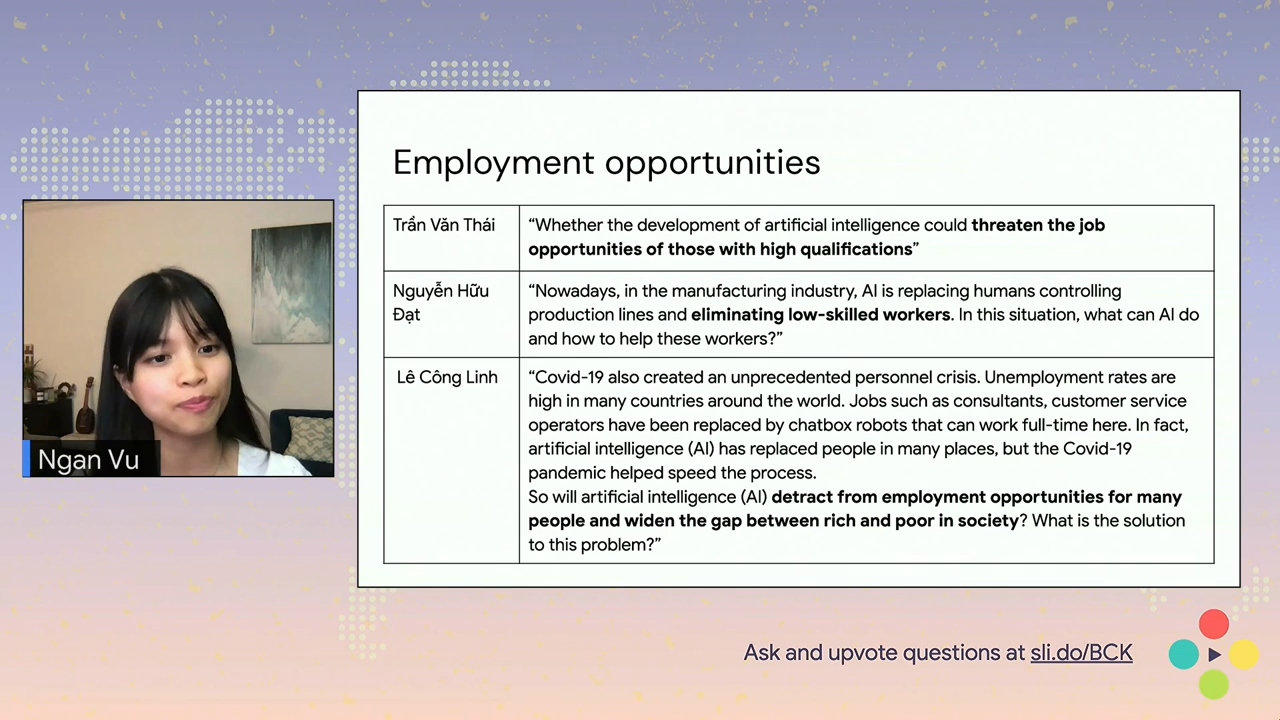 Employment opportunities
Trần Văn Thái
“Whether the development of artificial intelligence could threaten the job
opportunities of those with high qualifications”
Nguyễn Hữu
Đạt
“Nowadays, in the manufacturing industry, AI is replacing humans controlling
production lines and eliminating low-skilled workers. In this situation, what can AI do
and how to help these workers?”
Lê Công Linh
“Covid-19 also created an unprecedented personnel crisis. Unemployment rates are
high in many countries around the world. Jobs such as consultants, customer service
operators have been replaced by chatbox robots that can work full-time here. In fact,
artificial intelligence (AI) has replaced people in many places, but the Covid-19
pandemic helped speed the process.
So will artificial intelligence (AI) detract from employment opportunities for many
people and widen the gap between rich and poor in society? What is the solution
to this problem?”
Ngan Vu
Ask and upvote questions at sli.do/BCK